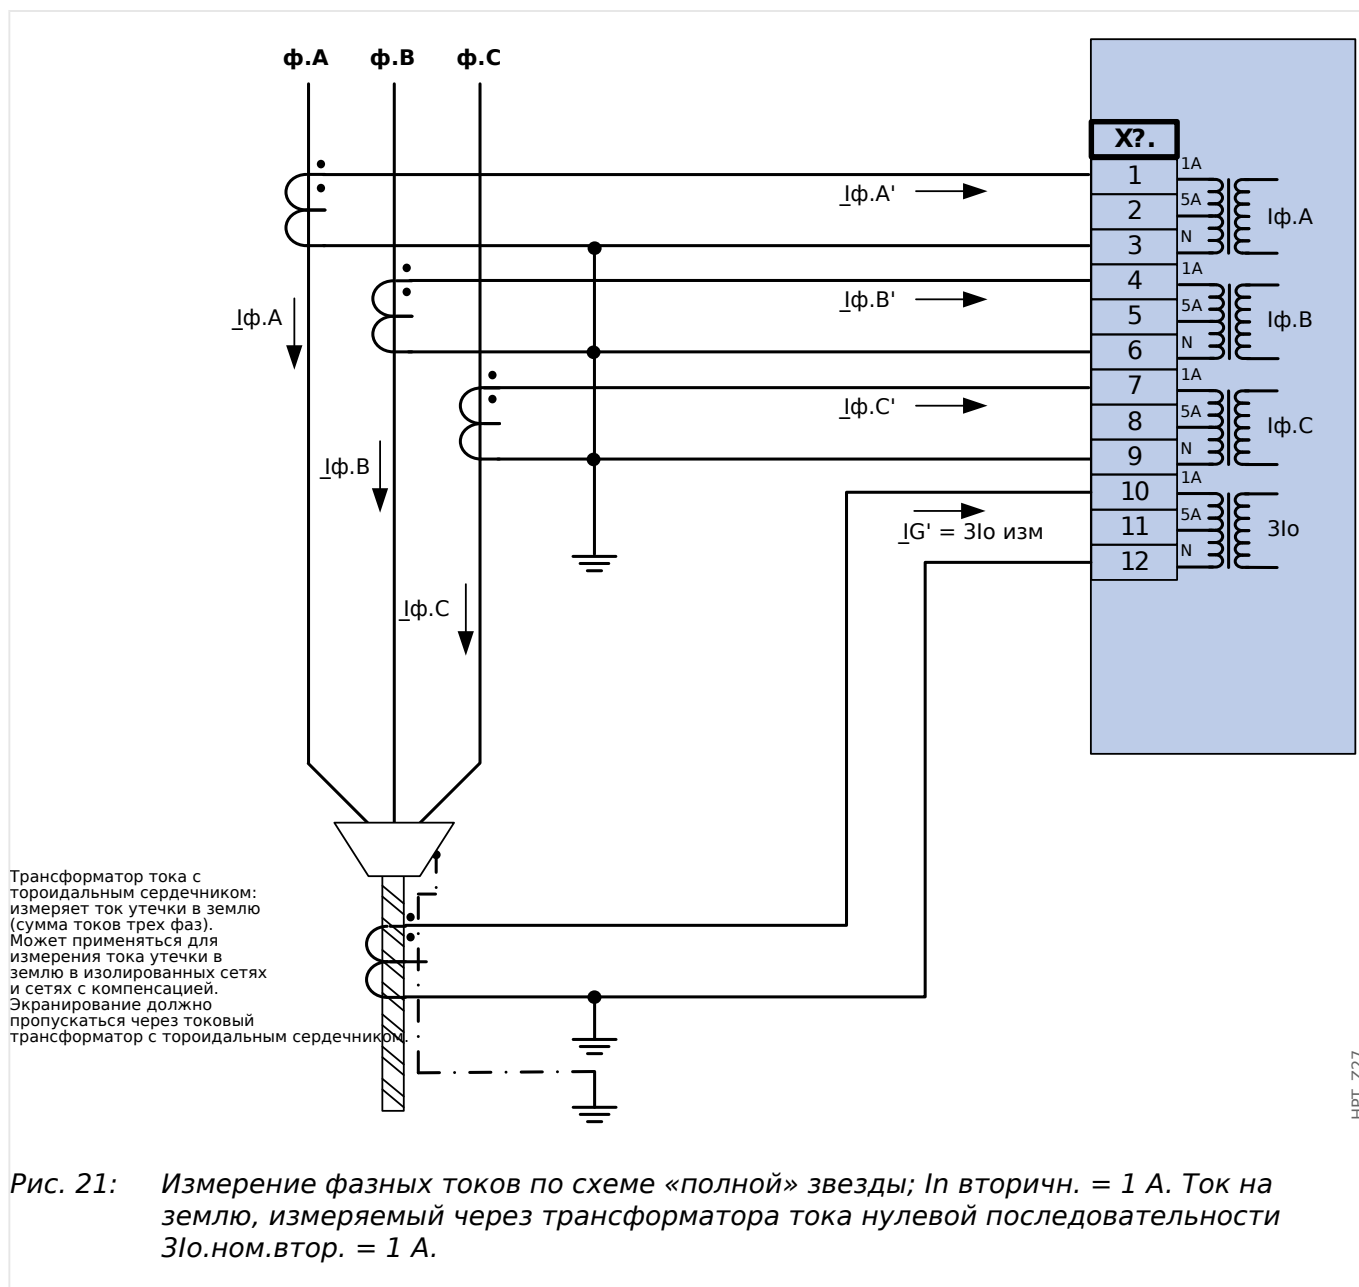 ф.A ф.B ф.C
X?.
1
2
3
4
5
6
7
8
9
10
11
12
1A
5A
N
Iф.A
1A
5A
N
Iф.B
1A
5A
N
Iф.C
1A
5A
N
3Io
_Iф.A'
_Iф.B'
_Iф.C'
_IG' = 3Io изм
_Iф.A
_Iф.B
_Iф.C
Трансформатор тока с
тороидальным сердечником:
измеряет ток утечки в землю
(сумма токов трех фаз).
Может применяться для
измерения тока утечки в
землю в изолированных сетях
и сетях с компенсацией.
Экранирование должно
пропускаться через токовый
трансформатор с тороидальным сердечником.
Рис. 21: Измерение фазных токов по схеме «полной» звезды; In вторичн. = 1 А. Ток на
землю, измеряемый через трансформатора тока нулевой последовательности
3Io.ном.втор. = 1 А.